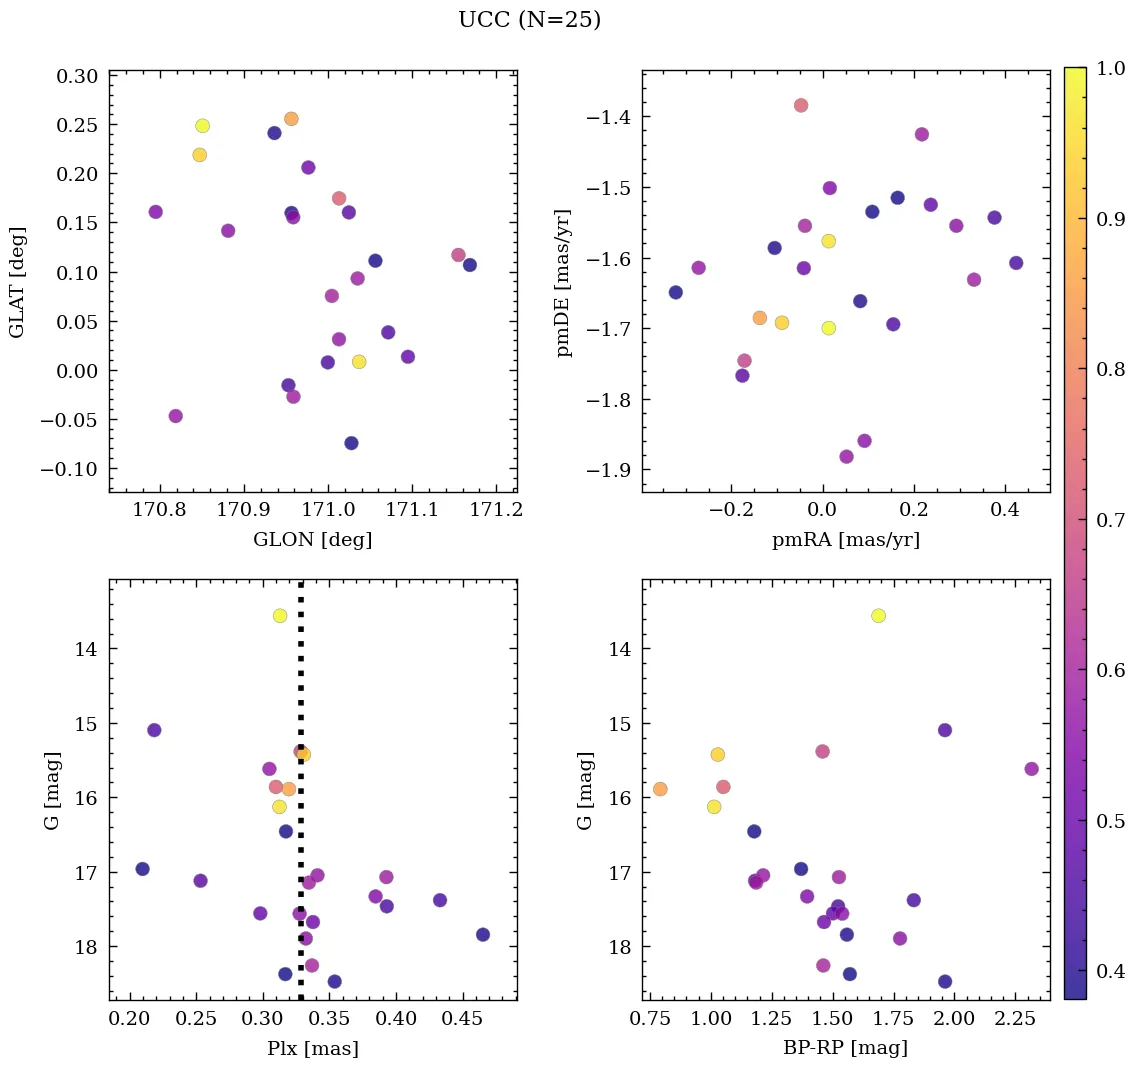 UCC (N=25)
0.30
0.25
0.20
0.15
0.10
0.05
0.00
−0.05
−0.10
GLAT [deg]
170.8 170.9 171.0 171.1 171.2
GLON [deg]
−1.4
−1.5
−1.6
−1.7
−1.8
−1.9
pmDE [mas/yr]
−0.2 0.0 0.2 0.4
pmRA [mas/yr]
14
15
16
17
18
G [mag]
0.20 0.25 0.30 0.35 0.40 0.45
Plx [mas]
14
15
16
17
18
G [mag]
0.75 1.00 1.25 1.50 1.75 2.00 2.25
BP-RP [mag]
1.0
0.9
0.8
0.7
0.6
0.5
0.4